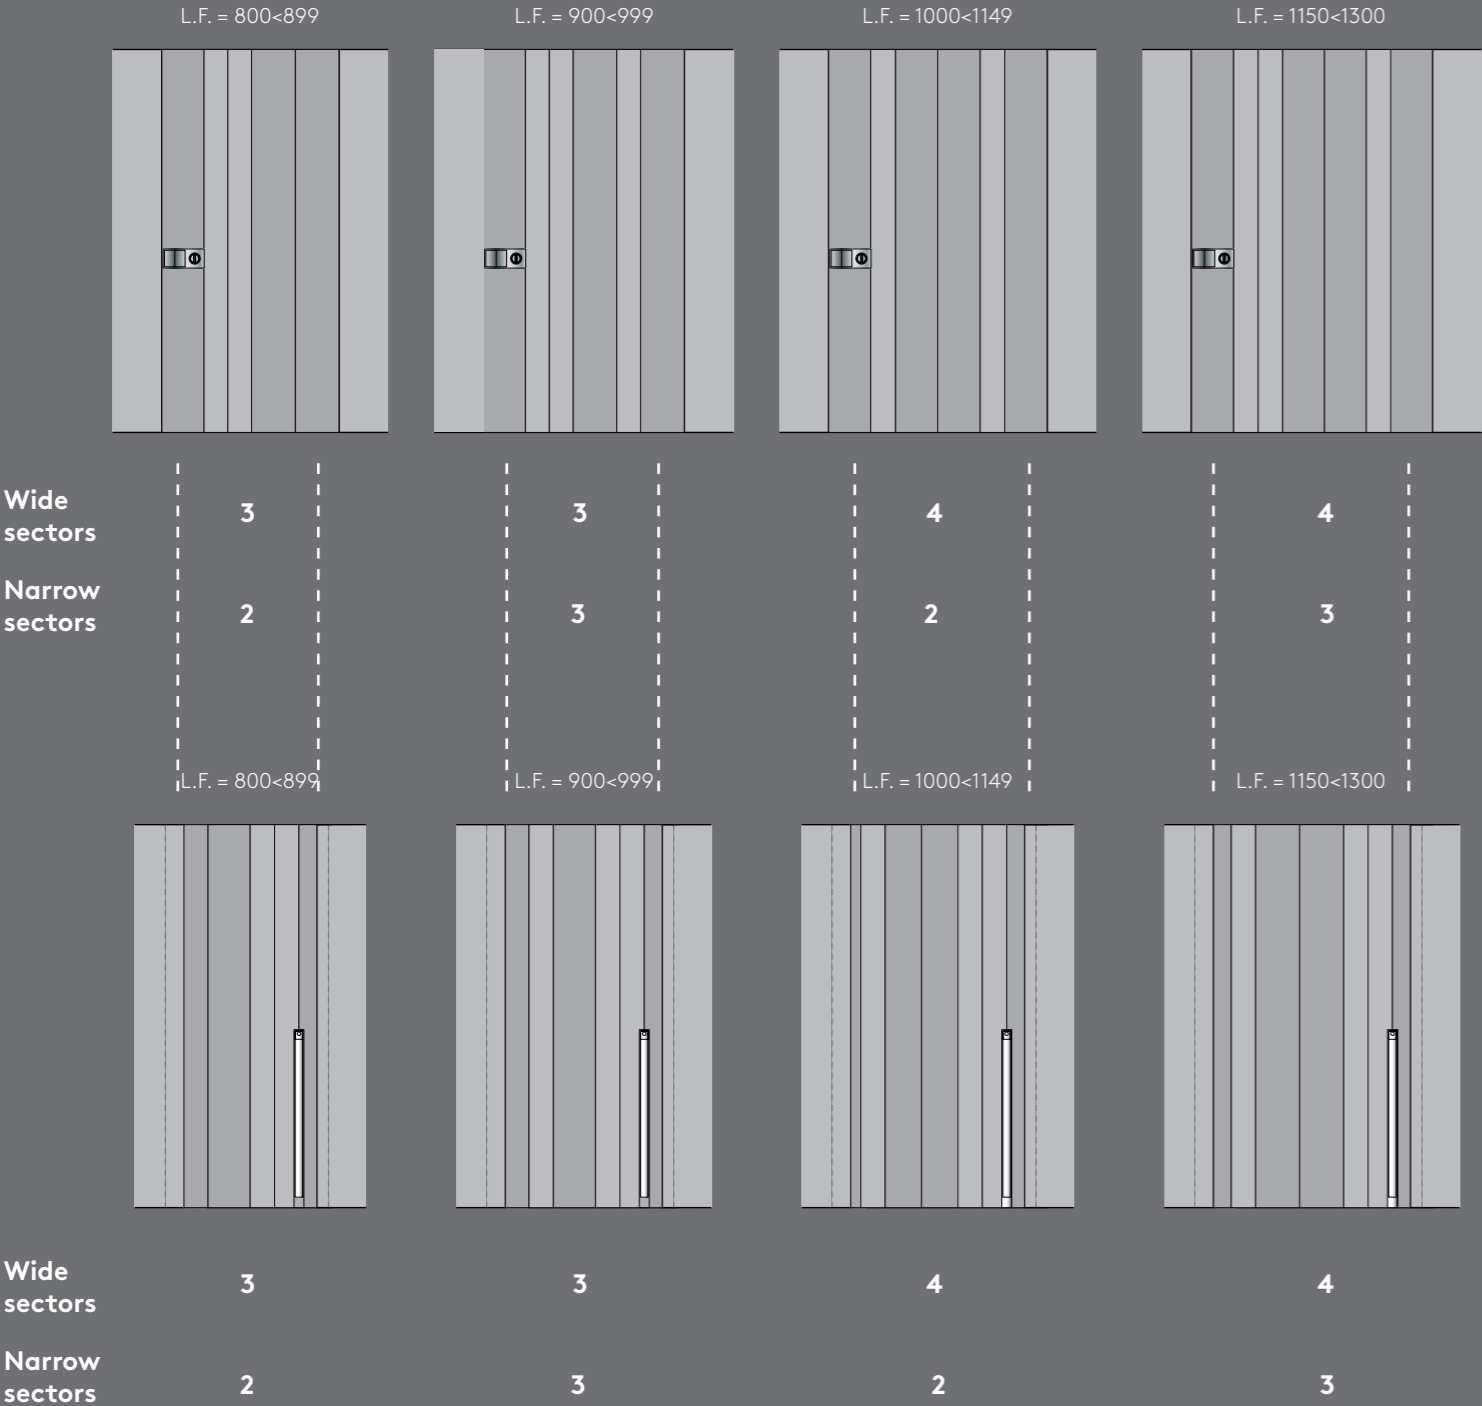 L.F. = 800<899
L.F. = 900<999
L.F. = 1000<1149
L.F. = 1150<1300
Wide
sectors
3
3
4
4
Narrow
sectors
2
3
2
3
L.F. = 800<899
L.F. = 900<999
L.F. = 1000<1149
L.F. = 1150<1300
Wide
sectors
3
3
4
4
Narrow
sectors
2
3
2
3